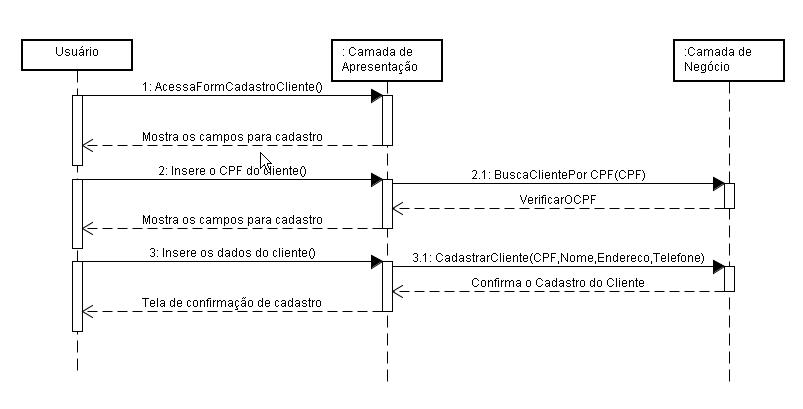 Usuário
: Camada de
Apresentação
:Camada de
Negócio
1: AcessaFormCadastroCliente()
Mostra os campos para cadastro
2: Insere o CPF do cliente()
2.1: BuscaClientePor CPF(CPF)
VerificarOCPF
Mostra os campos para cadastro
3: Insere os dados do cliente()
3.1: CadastrarCliente(CPF,Nome,Endereco,Telefone)
Confirma o Cadastro do Cliente
Tela de confirmação de cadastro